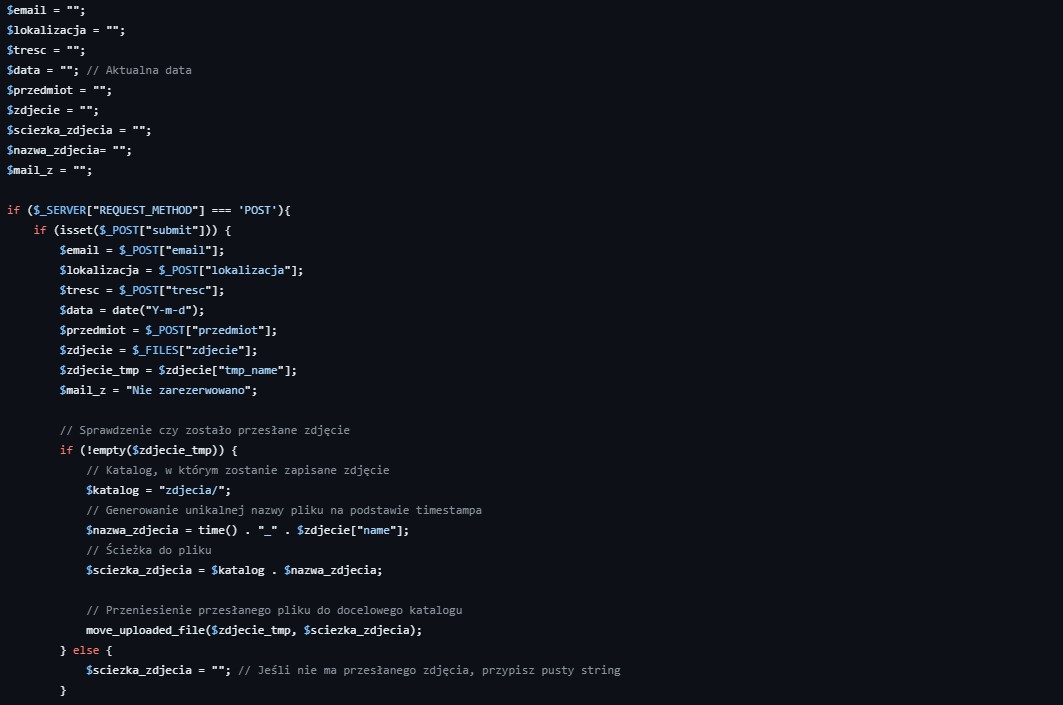 $email = "";
$lokalizacja = "";
$tresc = "";
$data = ""; // Aktualna data
$przedmiot = "";
$zdjecie = "";
$sciezka_zdjecia = "";
$nazwa_zdjecia= "";
$mail_z = "";
if ($_SERVER["REQUEST_METHOD"] === 'POST'){
if (isset($_POST["submit"])) {
$email = $_POST["email"];
$lokalizacja = $_POST["lokalizacja"];
$tresc = $_POST["tresc"];
$data = date("Y-m-d");
$przedmiot = $_POST["przedmiot"];
$zdjecie = $_FILES["zdjecie"];
$zdjecie_tmp = $zdjecie["tmp_name"];
$mail_z = "Nie zarezerwowano";
// Sprawdzenie czy zostało przesłane zdjęcie
if (!empty($zdjecie_tmp)) {
// Katalog, w którym zostanie zapisane zdjęcie
$katalog = "zdjecia/";
// Generowanie unikalnej nazwy pliku na podstawie timestampa
$nazwa_zdjecia = time() . "_" . $zdjecie["name"];
// Ścieżka do pliku
$sciezka_zdjecia = $katalog . $nazwa_zdjecia;
// Przeniesienie przesłanego pliku do docelowego katalogu
move_uploaded_file($zdjecie_tmp, $sciezka_zdjecia);
} else {
$sciezka_zdjecia = ""; // Jeśli nie ma przesłanego zdjęcia, przypisz pusty string
}